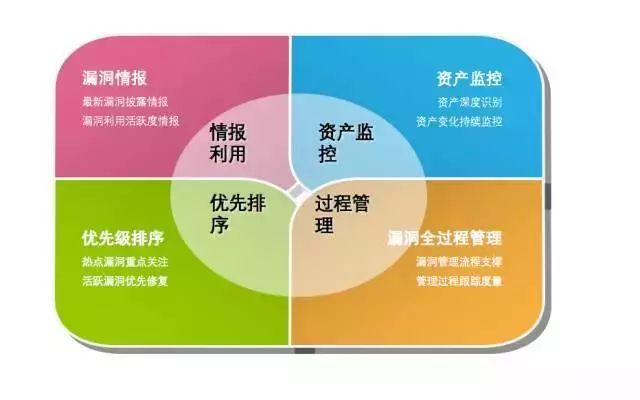 漏洞情报
最新漏洞披露情报
漏洞利用活跃度情报
资产监控
资产深度识别
资产变化持续监控
情报
利用
资产监
控
优先排
序
过程管
理
优先级排序
热点漏洞重点关注
活跃漏洞优先修复
漏洞全过程管理
漏洞管理流程支撑
管理过程跟踪度量